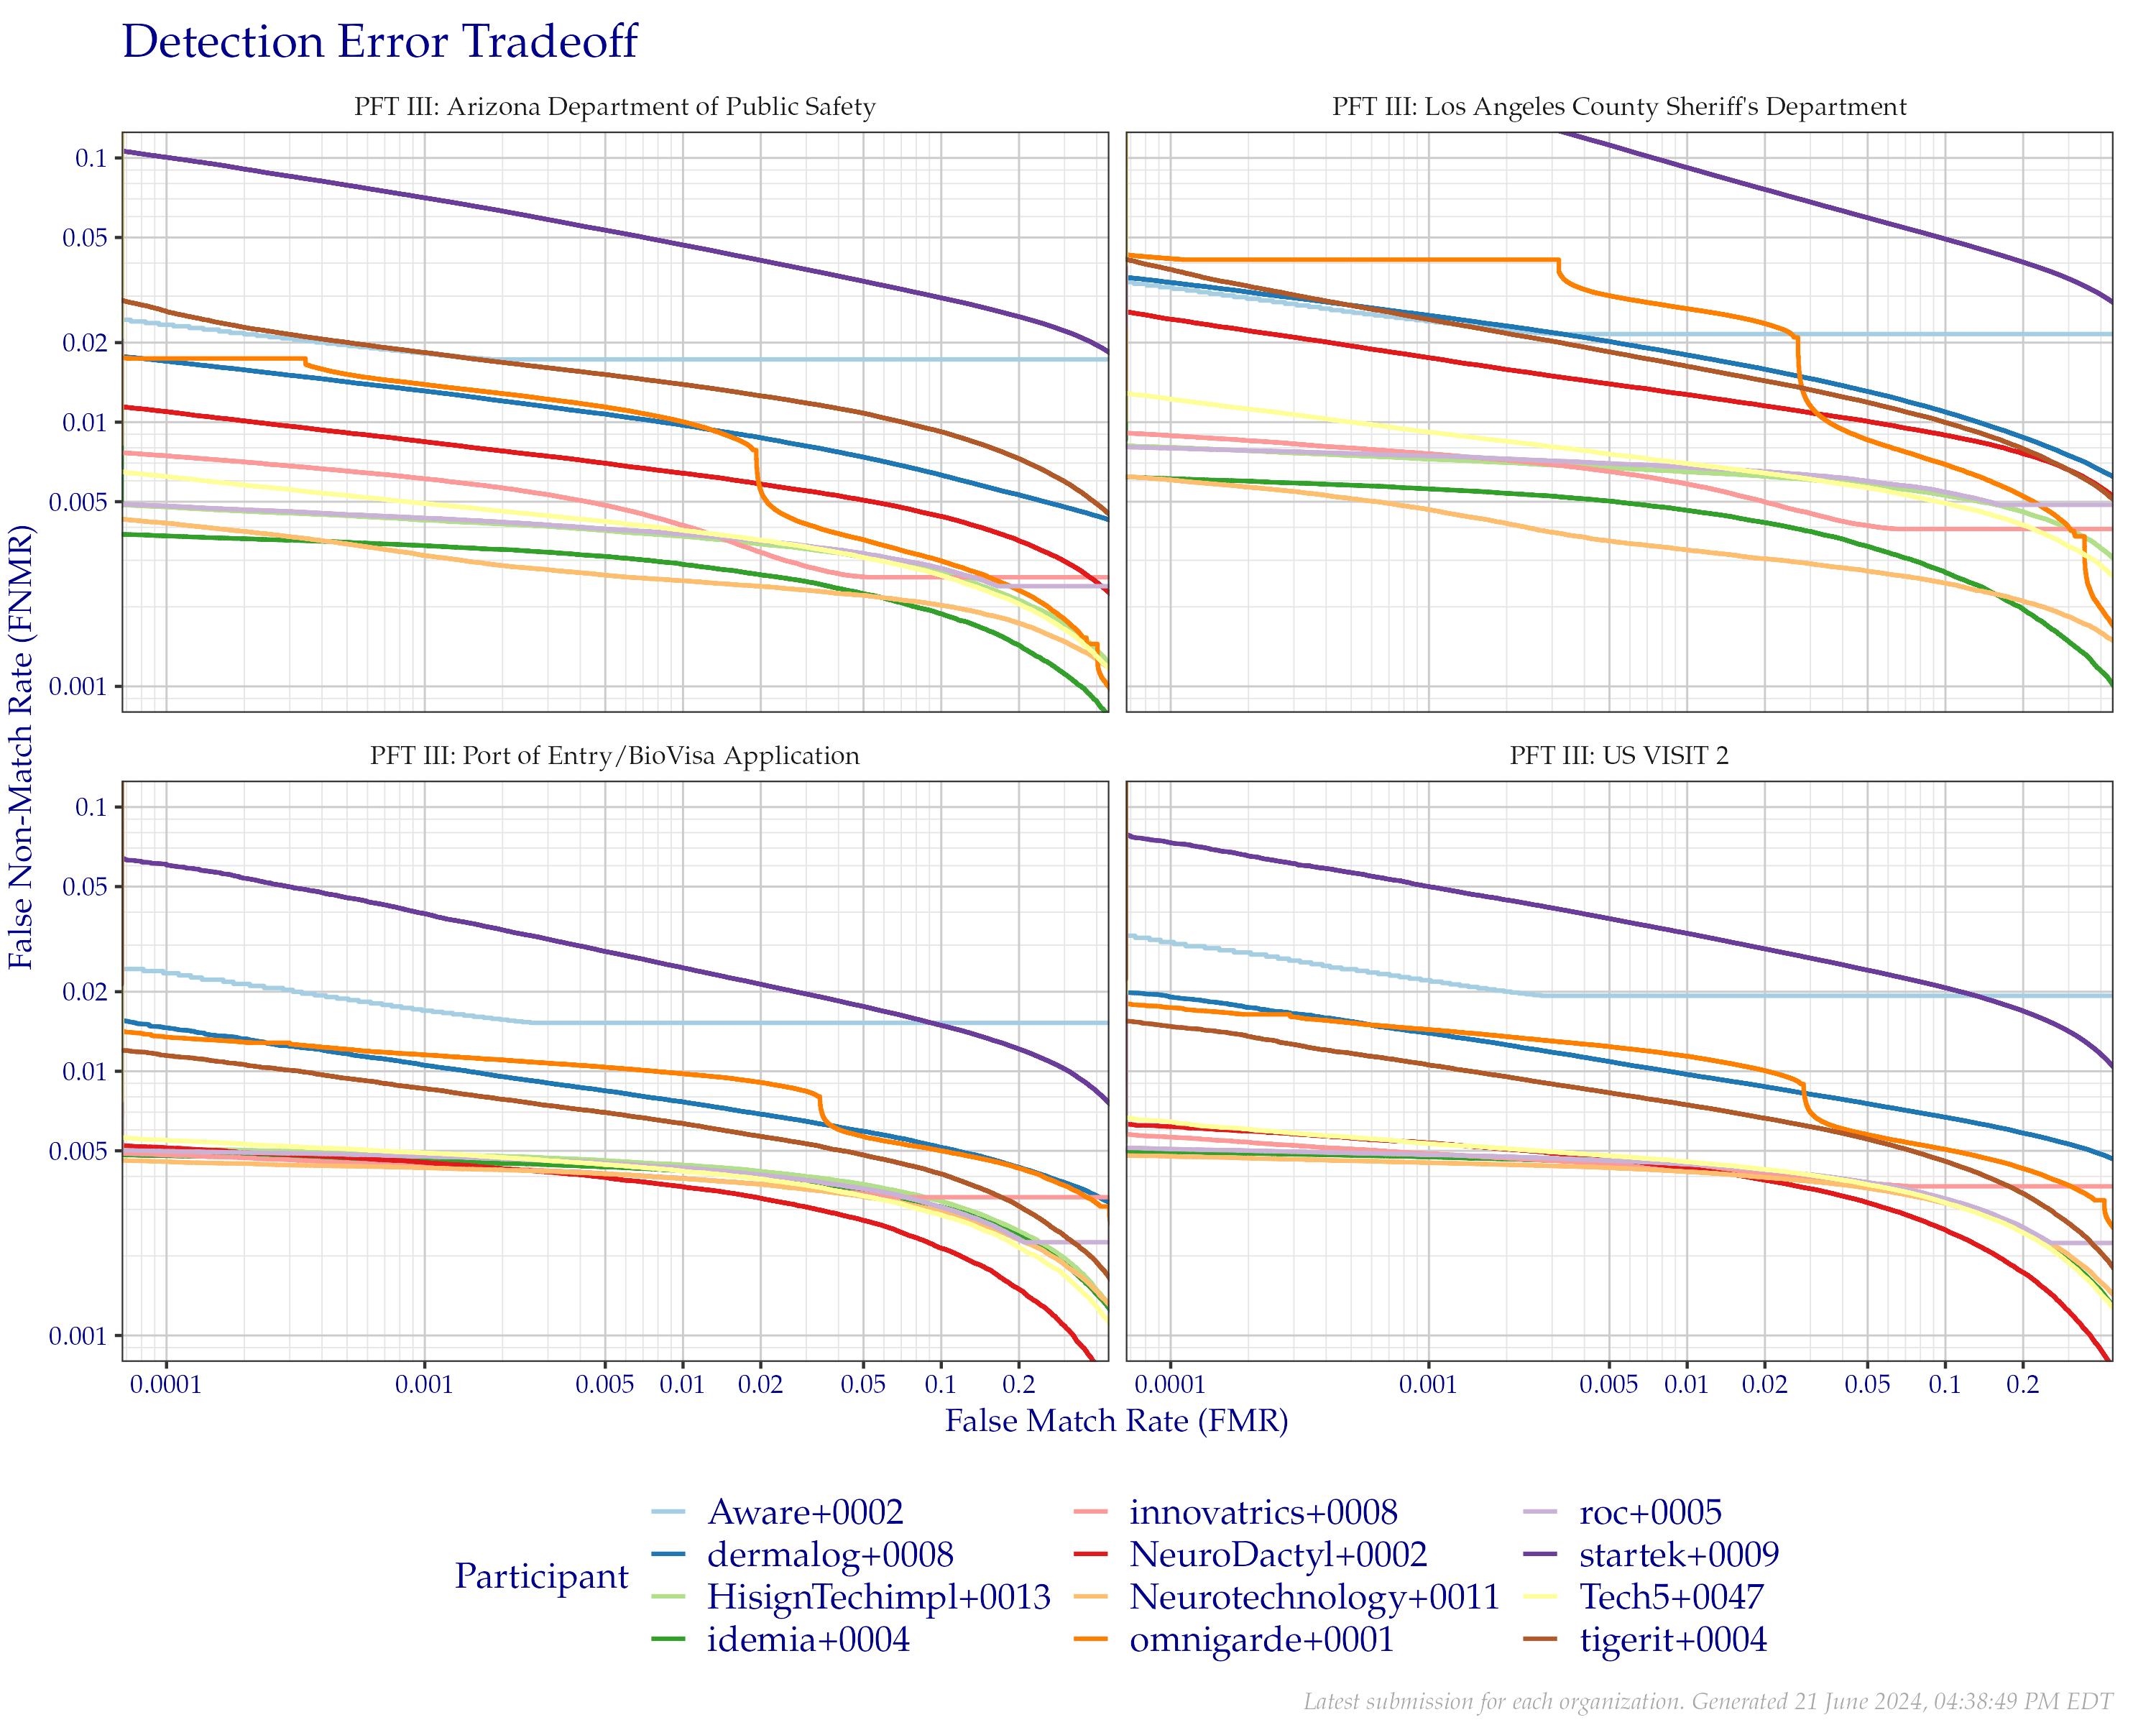 Detection Error Tradeoff
PFT III: Arizona Department of Public Safety
PFT III: Los Angeles County Sheriff's Department
0.1
0.05
0.02
0.01
0.005
0.001
False Non-Match Rate (FNMR)
PFT III: Port of Entry/BioVisa Application
PFT III: US VISIT 2
0.1
0.05
0.02
0.01
0.005
0.001
0.0001 0.001 0.005 0.01 0.02 0.05 0.1 0.2
0.0001 0.001 0.005 0.01 0.02 0.05 0.1 0.2
False Match Rate (FMR)
Participant
Aware+0002
dermalog+0008
HisignTechimpl+0013
idemia+0004
innovatrics+0008
NeuroDactyl+0002
Neurotechnology+0011
omnigarde+0001
roc+0005
startek+0009
Tech5+0047
tigerit+0004
Latest submission for each organization. Generated 21 June 2024, 04:38:49 PM EDT